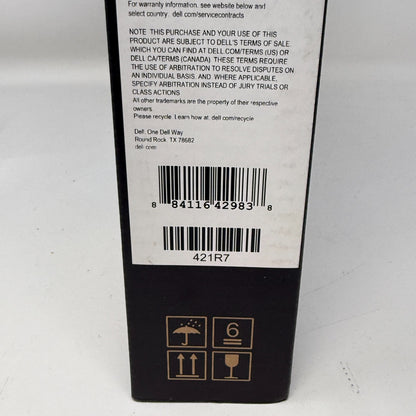 For warranty information, see website below and
select country. dell.com/servicecontracts
NOTE: THIS PURCHASE AND YOUR USE OF THIS
PRODUCT ARE SUBJECT TO DELL'S TERMS OF SALE,
WHICH YOU CAN FIND AT DELL.COM/TERMS (US) OR
DELL.CA/TERMS (CANADA). THESE TERMS REQUIRE
THE USE OF ARBITRATION TO RESOLVE DISPUTES ON
AN INDIVIDUAL BASIS, AND, WHERE APPLICABLE,
SPECIFY ARBITRATION INSTEAD OF JURY TRIALS OR
CLASS ACTIONS.
All other trademarks are the property of their respective
owners.
Please recycle. Learn how at: dell.com/recycle
Dell, One Dell Way
Round Rock, TX 78682
dell.com
8 84116 42983 8
421R7
6